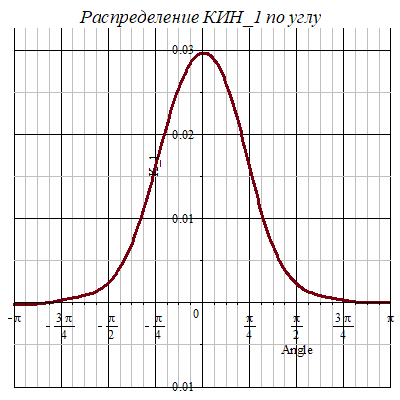 Распределение КИН_1 по углу
0.03
0.02
K_1
0.01
-π - 3π/4 - π/2 - π/4 0 π/4 π/2 3π/4 π
Angle
0.01